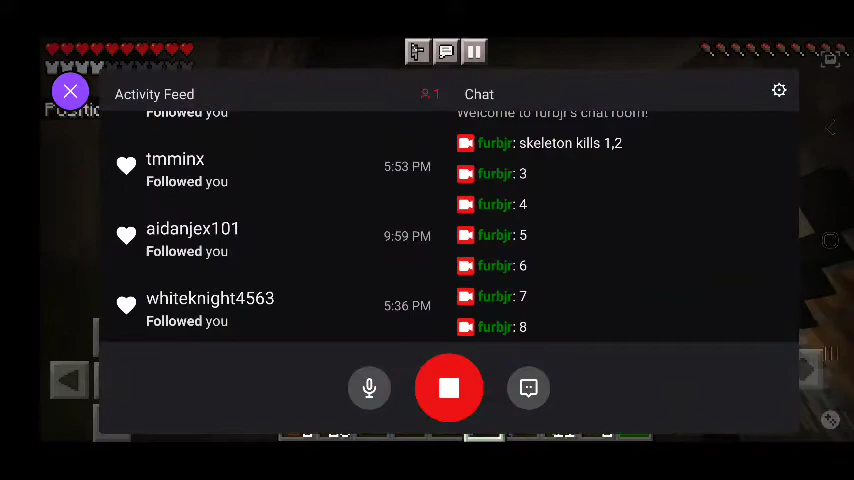 Positio
Activity Feed
1
Chat
Followed you
Welcome to furbjr's chat room!
tmminx
Followed you
5:53 PM
aidanjex101
Followed you
9:59 PM
whiteknight4563
Followed you
5:36 PM
furbjr: skeleton kills 1,2
furbjr: 3
furbjr: 4
furbjr: 5
furbjr: 6
furbjr: 7
furbjr: 8